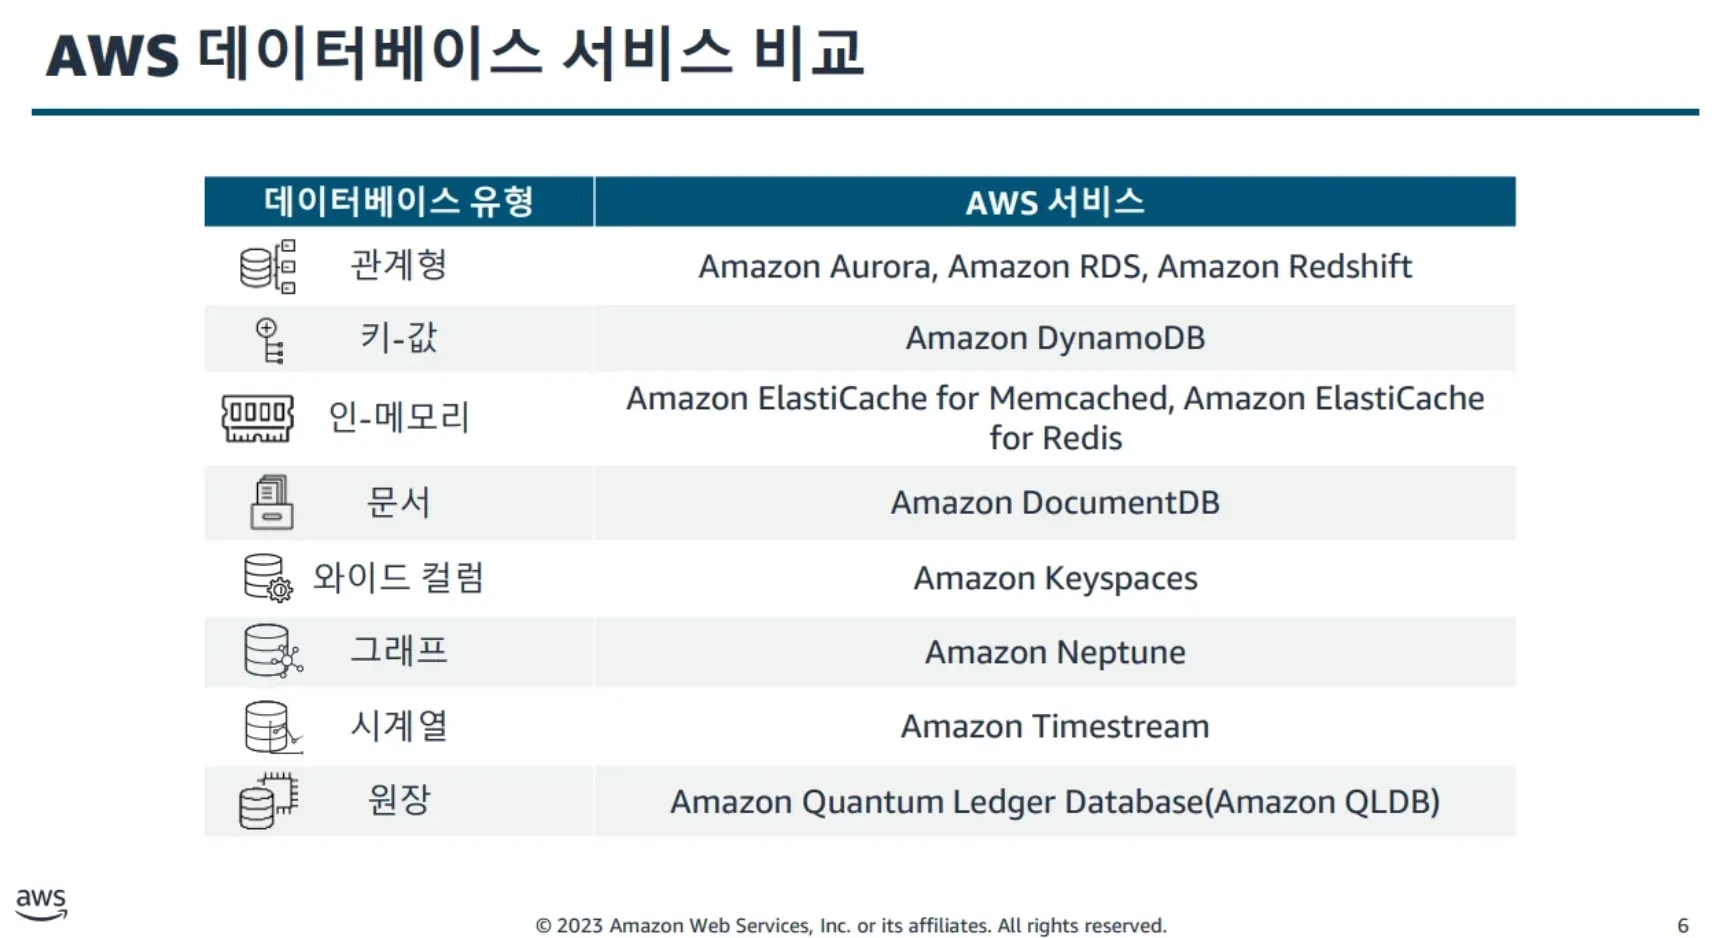 AWS 데이터베이스 서비스 비교
데이터베이스 유형 AWS 서비스
관계형 Amazon Aurora, Amazon RDS, Amazon Redshift
키-값 Amazon DynamoDB
인-메모리 Amazon ElastiCache for Memcached, Amazon ElastiCache
for Redis
문서 Amazon DocumentDB
와이드 컬럼 Amazon Keyspaces
그래프 Amazon Neptune
시계열 Amazon Timestream
원장 Amazon Quantum Ledger Database(Amazon QLDB)
aws
© 2023 Amazon Web Services, Inc. or its affiliates. All rights reserved.
6